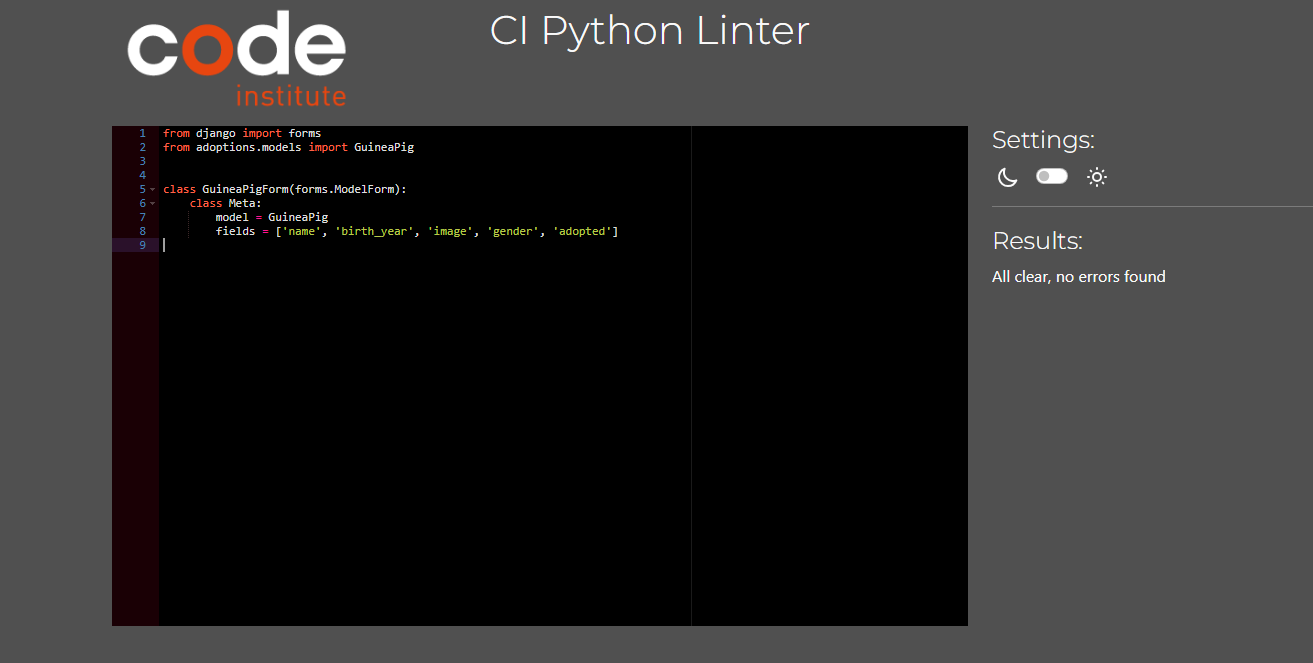 code
institute
CI Python Linter
1 from django import forms
2 from adoptions.models import GuineaPig
3
4
5 class GuineaPigForm(forms.ModelForm):
6     class Meta:
7         model = GuineaPig
8         fields = ['name', 'birth_year', 'image', 'gender', 'adopted']
9
Settings:
Results:
All clear, no errors found